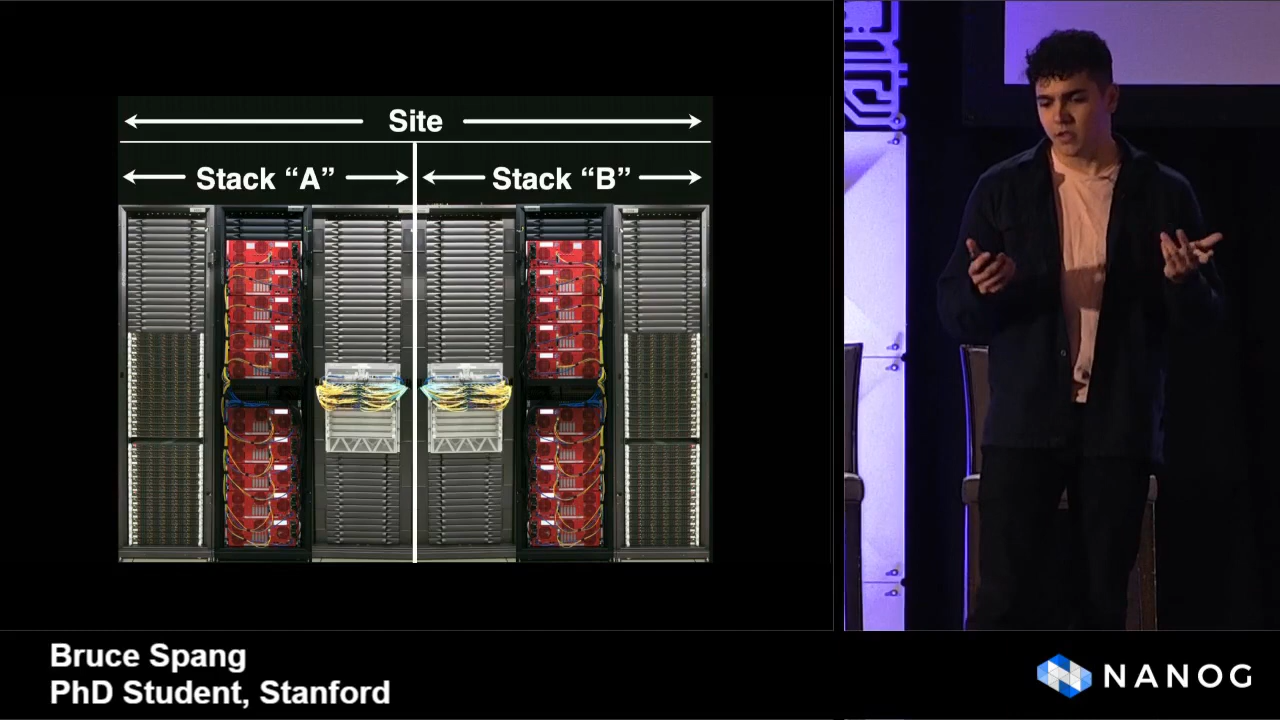 Site
Stack “A”
Stack “B”
Bruce Spang
PhD Student, Stanford
NANOG